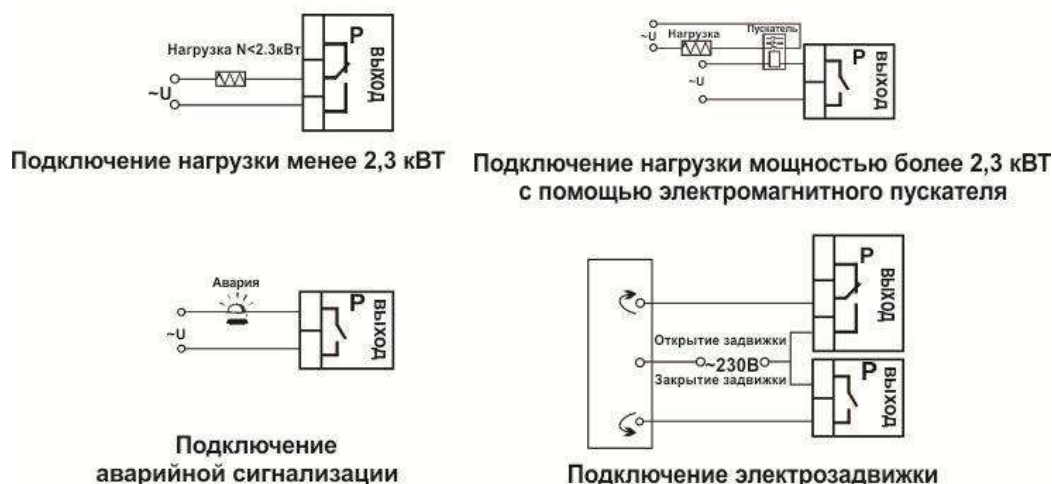 Нагрузка N<2.3кВт
P
ВЫХОД
~U
Подключение нагрузки менее 2,3 кВТ
Пускатель
~U
Нагрузка
P
ВЫХОД
~U
Подключение нагрузки мощностью более 2,3 кВТ
с помощью электромагнитного пускателя
Авария
P
ВЫХОД
~U
Подключение
аварийной сигнализации
P
ВЫХОД
Открытие задвижки
~230В
Закрытие задвижки
P
ВЫХОД
Подключение электрозадвижки